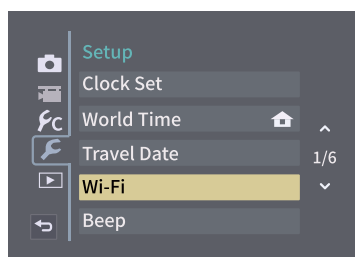 Setup
Clock Set
World Time
C
Travel Date
1/6
Wi-Fi
Beep